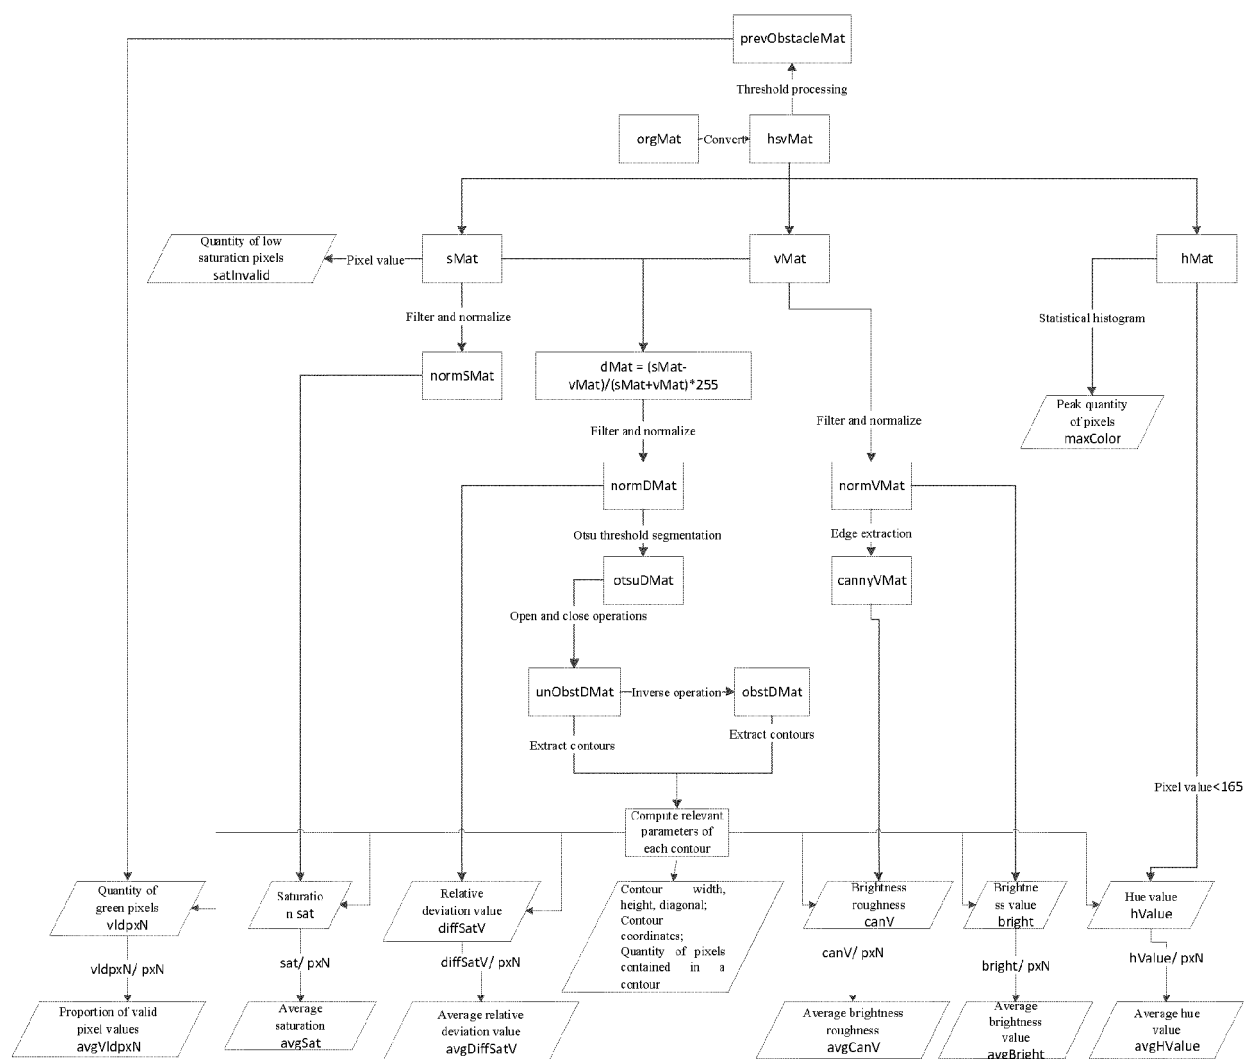 prevObstacleMat
Threshold processing
orgMat
Convert
hsvMat
Quantity of low
saturation pixels
satInvalid
Pixel value
sMat
vMat
hMat
Filter and normalize
Statistical histogram
normSMat
dMat = (sMat-
vMat)/(sMat+vMat)*255
Peak quantity
of pixels
maxColor
Filter and normalize
Filter and normalize
normDMat
normVMat
Otsu threshold segmentation
Edge extraction
otsuDMat
cannyVMat
Open and close operations
unObstDMat
Inverse operation
obstDMat
Extract contours
Extract contours
Pixel value<165
Compute relevant
parameters of
each contour
Quantity of
green pixels
vldpxN
Saturatio
n sat
Relative
deviation value
diffSatV
Contour width,
height, diagonal;
Contour
coordinates;
Quantity of pixels
contained in a
contour
Brightness
roughness
canV
Brightne
ss value
bright
Hue value
hValue
vldpxN/ pxN
sat/ pxN
diffSatV/ pxN
canV/ pxN
bright/ pxN
hValue/ pxN
Proportion of valid
pixel values
avgVldpxN
Average
saturation
avgSat
Average relative
deviation value
avgDiffSatV
Average brightness
roughness
avgCanV
Average
brightness
value
avgBright
Average hue
value
avgHValue